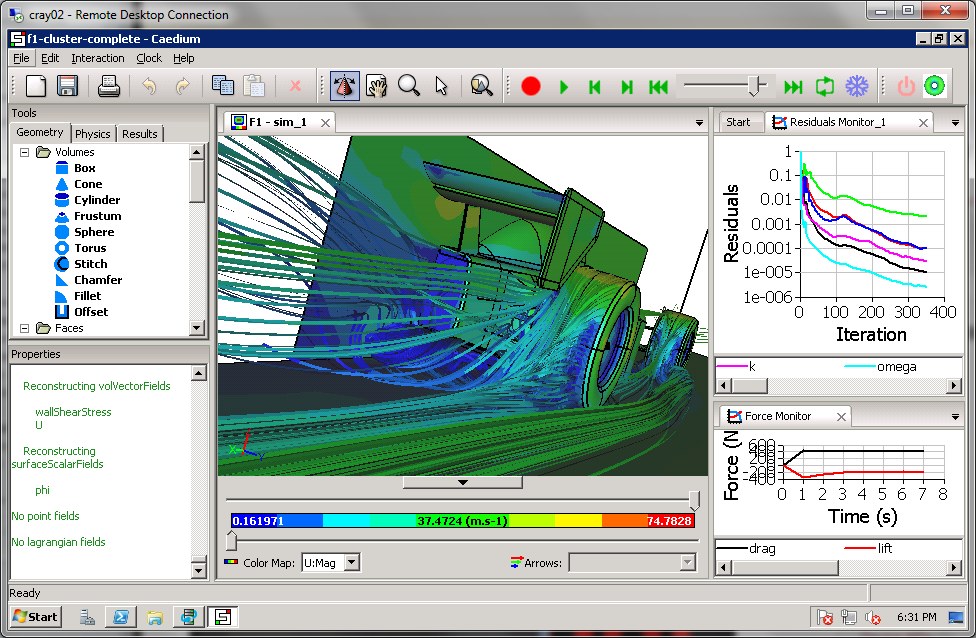 cray02 - Remote Desktop Connection
f1-cluster-complete - Caedium
File Edit Interaction Clock Help
Tools
Geometry Physics Results
Volumes
Box
Cone
Cylinder
Frustum
Sphere
Torus
Stitch
Chamfer
Fillet
Offset
Faces
Properties
Reconstructing volVectorFields
wallShearStress
U
Reconstructing
surfaceScalarFields
phi
No point fields
No lagrangian fields
F1 - sim_1
0.161971 37.4724 (m.s-1) 74.7828
Color Map: U:Mag Arrows:
Start Residuals Monitor_1
Residuals
1
0.1
0.01
0.001
0.0001
1e-005
1e-006
0 100 200 300 400
Iteration
k omega
Force Monitor
Force (N
600
-400
0 1 2 3 4 5 6 7 8
Time (s)
drag lift
Ready
Start 6:31 PM